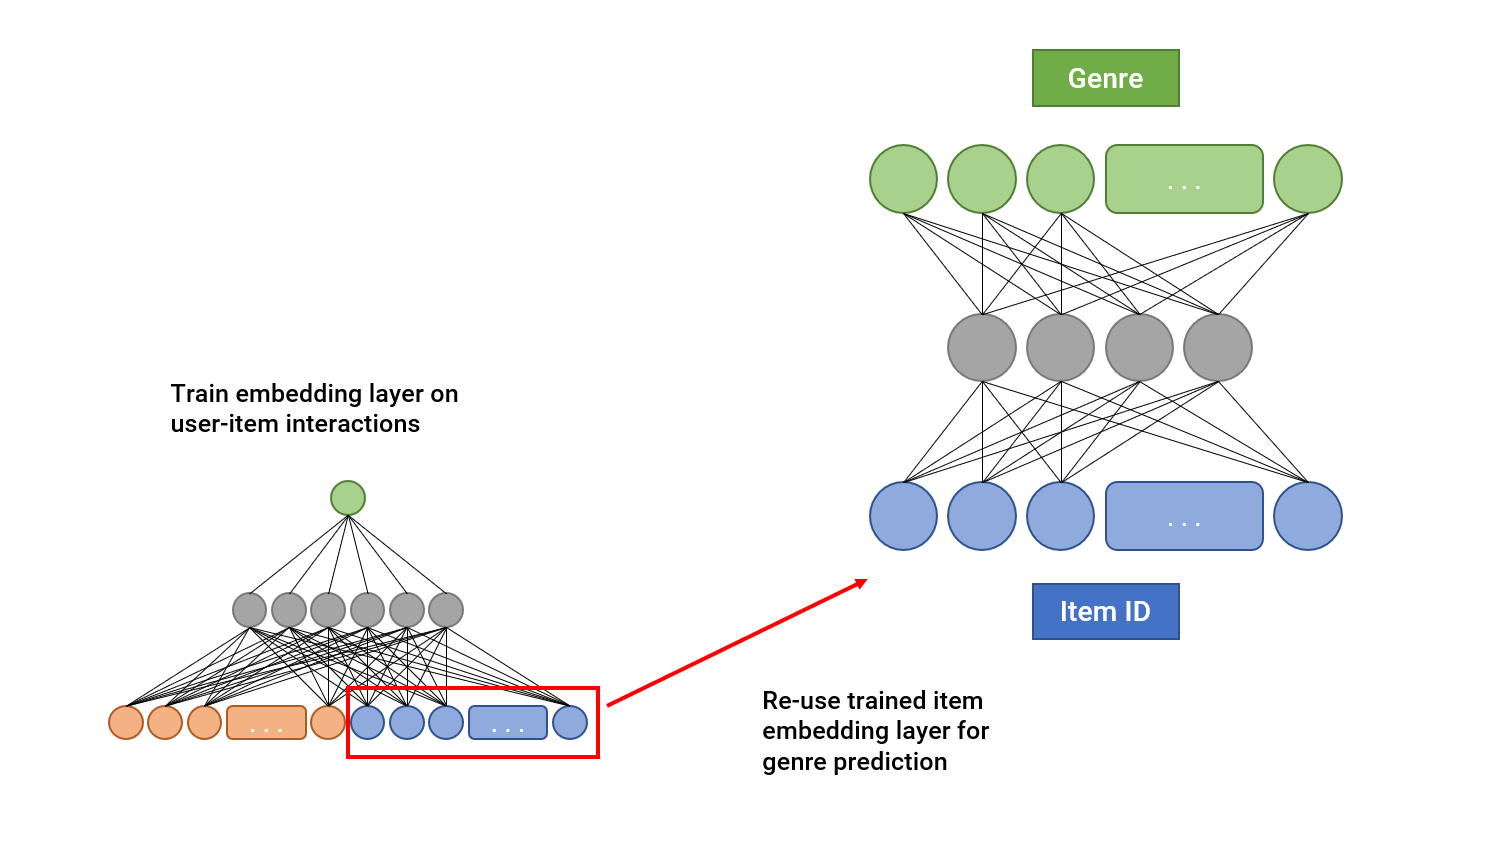 Genre
. . .
Train embedding layer on
user-item interactions
. . .
Item ID
. . .
. . .
Re-use trained item
embedding layer for
genre prediction